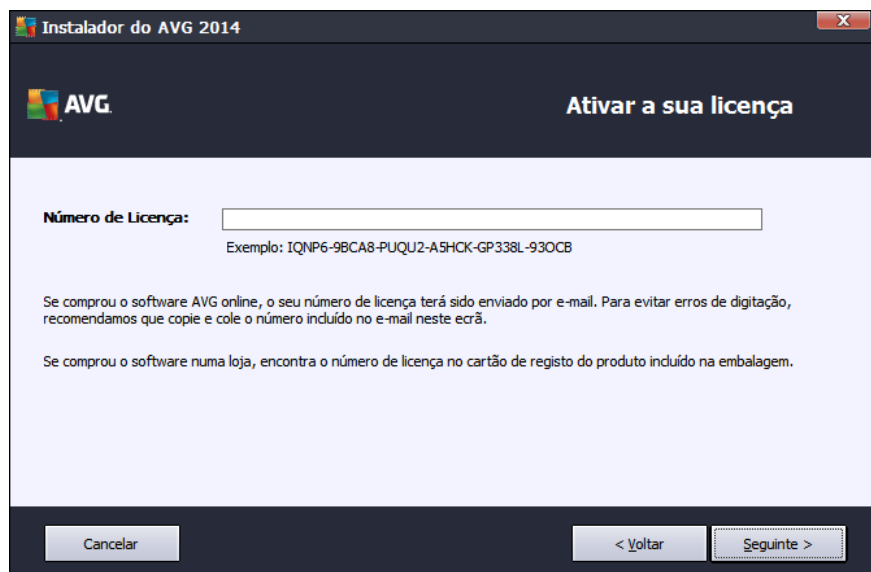 Instalador do AVG 2014
X
AVG.
Ativar a sua licença
Número de Licença:
Exemplo: IQNP6-9BCA8-PUQU2-A5HCK-GP338L-93OCB
Se comprou o software AVG online, o seu número de licença terá sido enviado por e-mail. Para evitar erros de digitação,
recomendamos que copie e cole o número incluído no e-mail neste ecrã.
Se comprou o software numa loja, encontra o número de licença no cartão de registo do produto incluído na embalagem.
Cancelar
< Voltar
Seguinte >